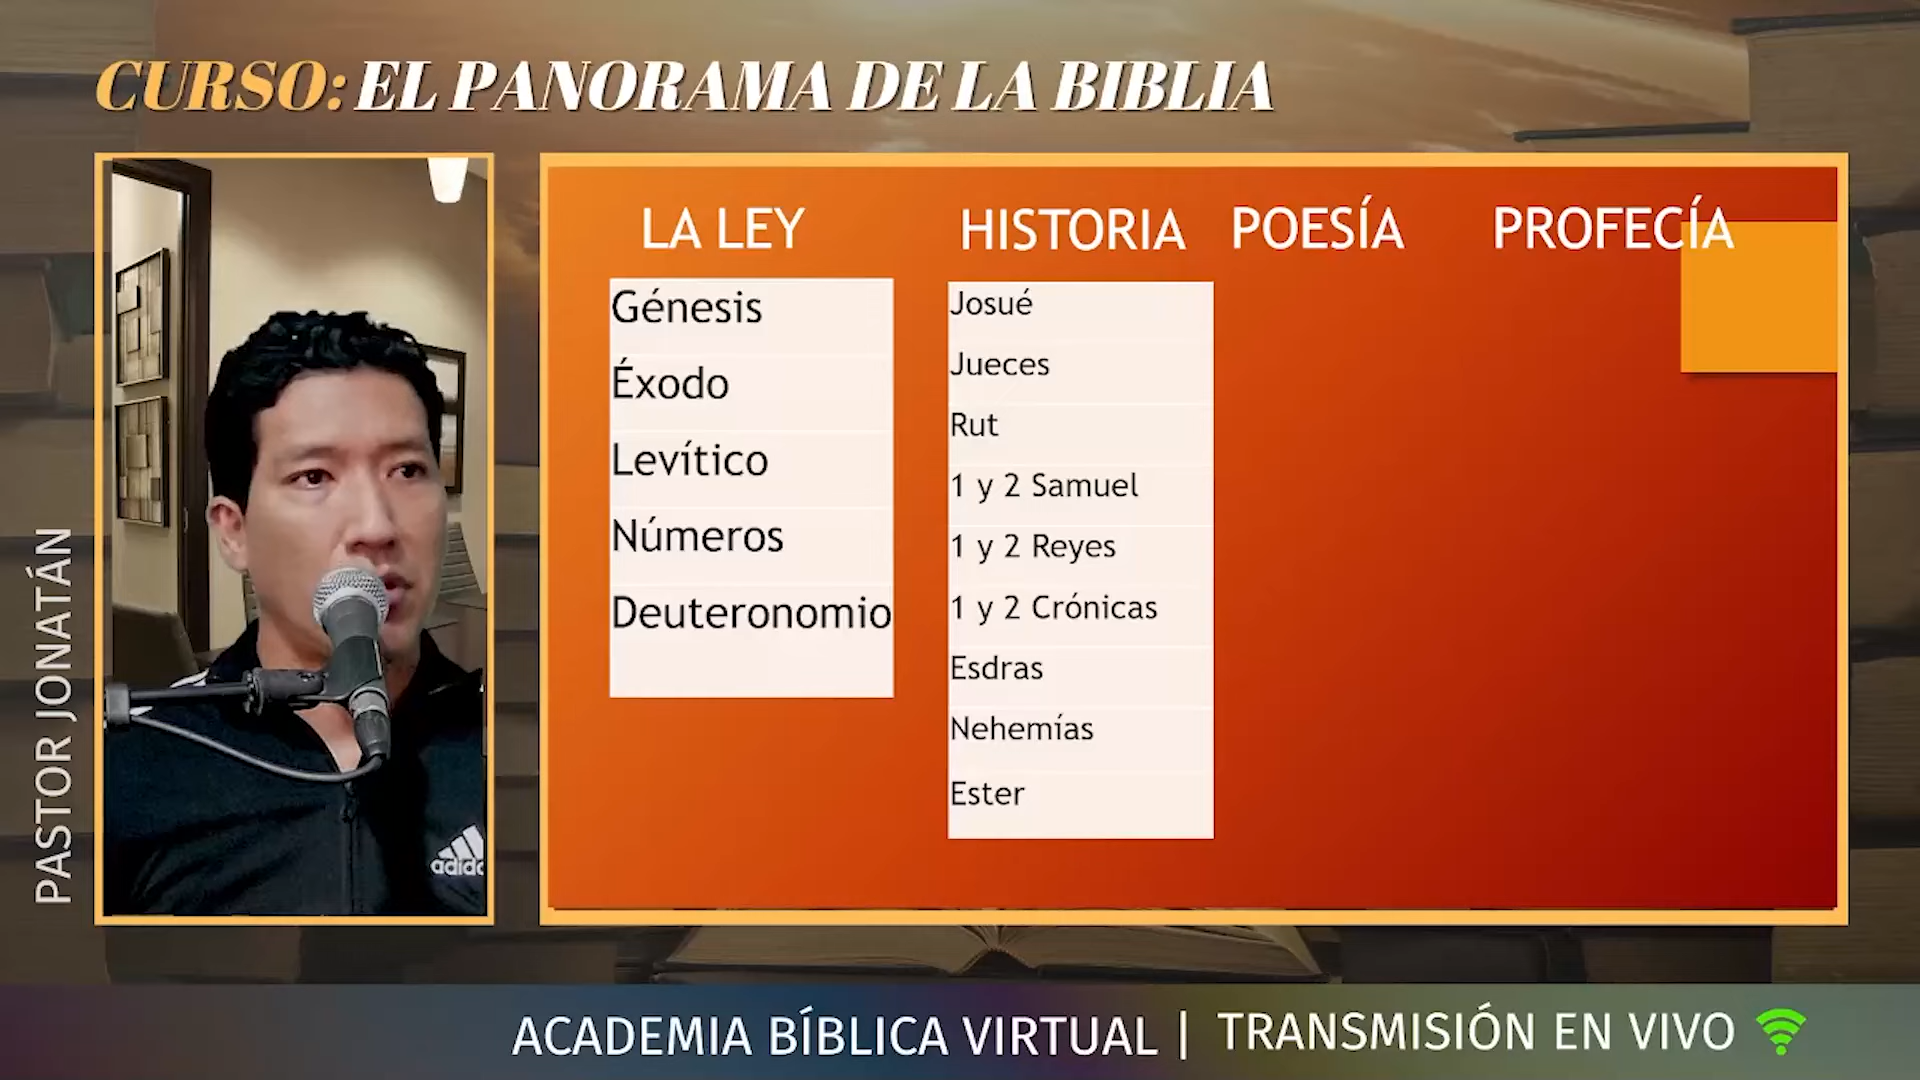 CURSO: EL PANORAMA DE LA BIBLIA
PASTOR JONATÁN
adidas
LA LEY
Génesis
Éxodo
Levítico
Números
Deuteronomio
HISTORIA
Josué
Jueces
Rut
1 y 2 Samuel
1 y 2 Reyes
1 y 2 Crónicas
Esdras
Nehemías
Ester
POESÍA
PROFECÍA
ACADEMIA BÍBLICA VIRTUAL | TRANSMISIÓN EN VIVO